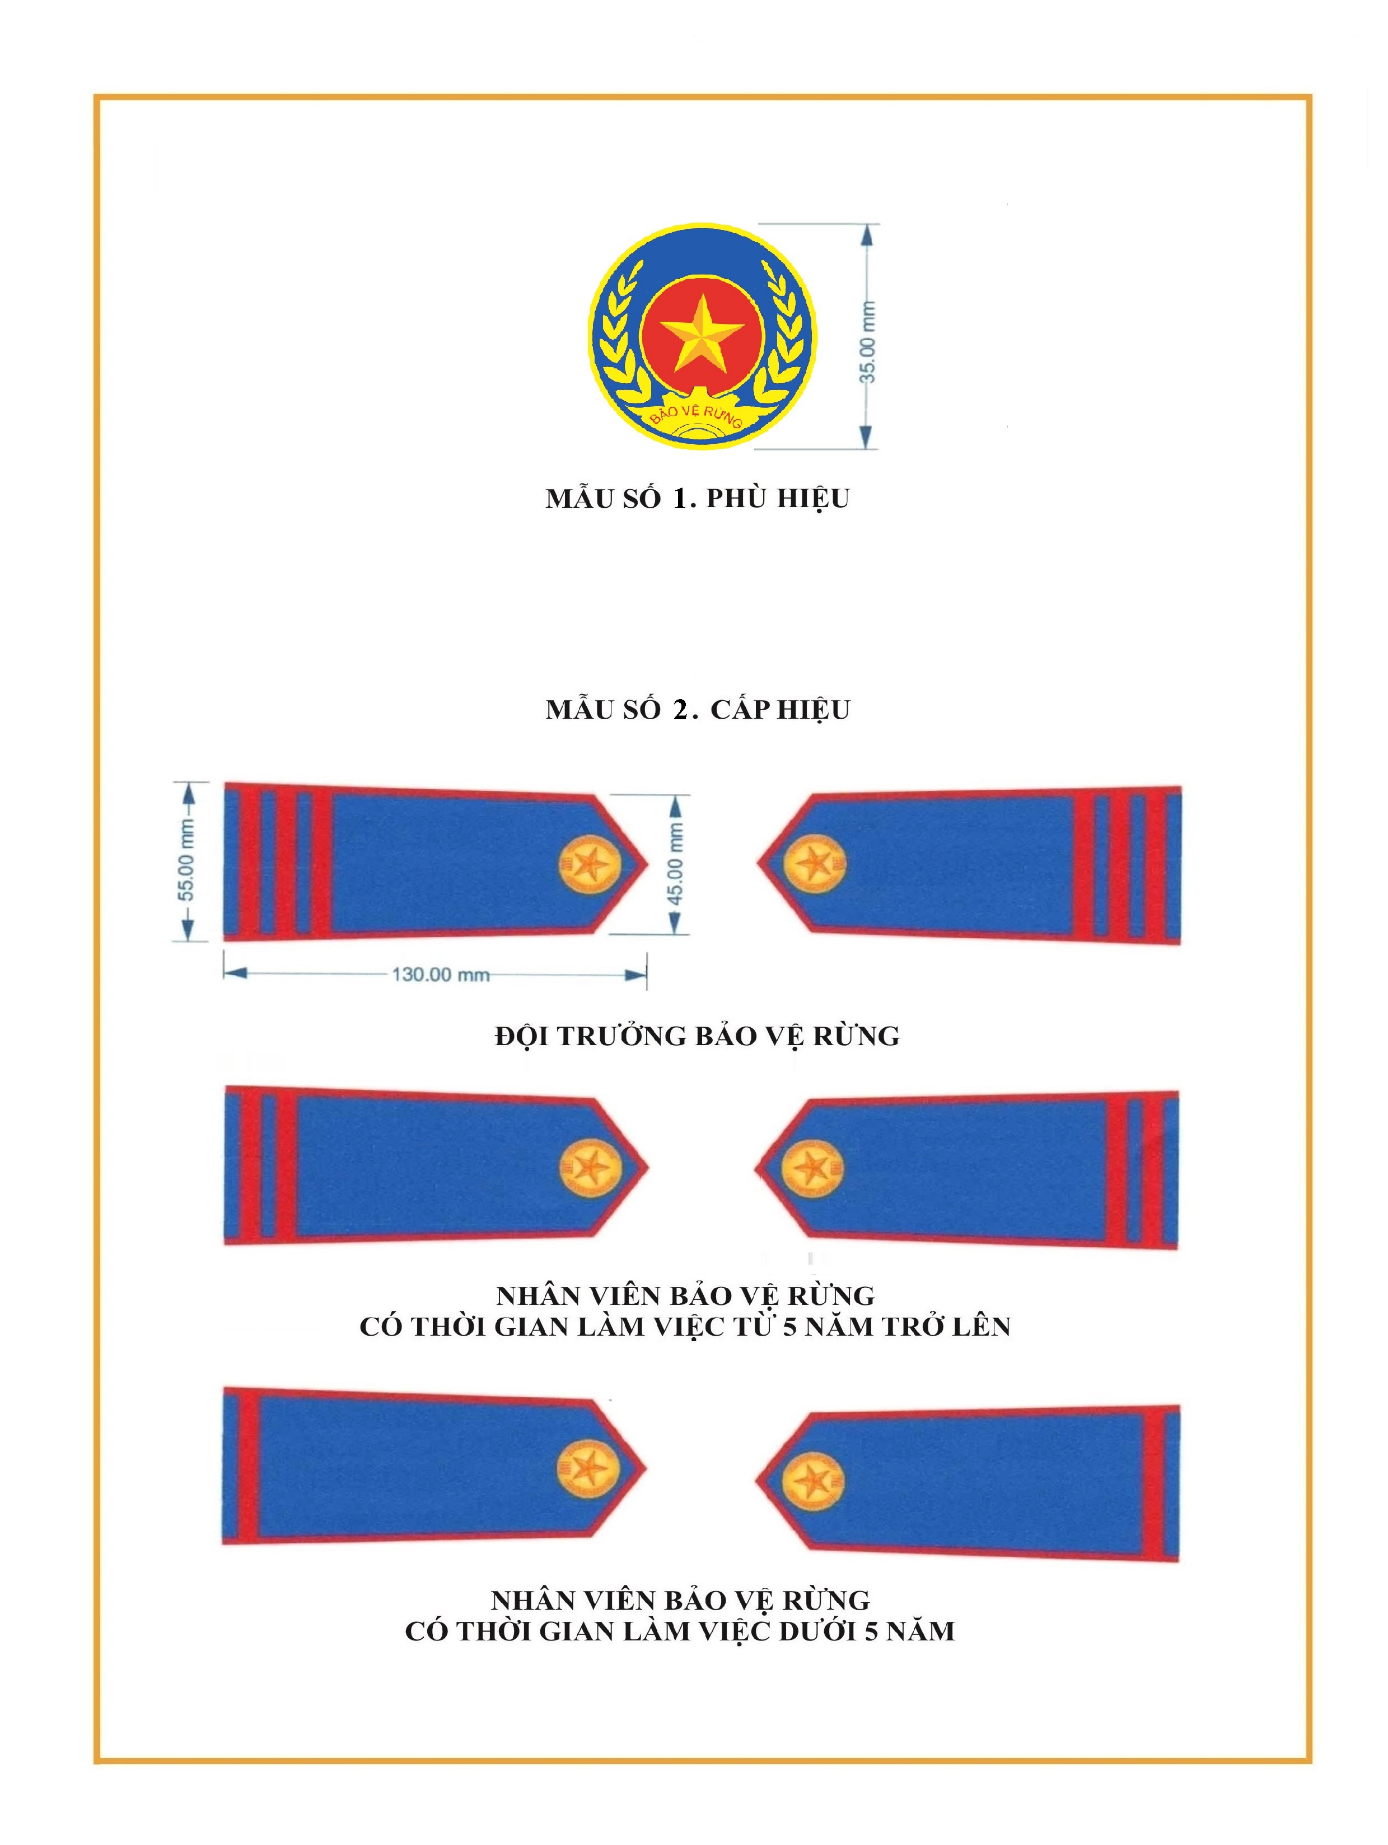 35.00 mm
BẢO VỆ RỪNG
MẪU SỐ 1. PHÙ HIỆU
MẪU SỐ 2. CẤP HIỆU
55.00 mm
45.00 mm
130.00 mm
ĐỘI TRƯỞNG BẢO VỆ RỪNG
NHÂN VIÊN BẢO VỆ RỪNG
CÓ THỜI GIAN LÀM VIỆC TỪ 5 NĂM TRỞ LÊN
NHÂN VIÊN BẢO VỆ RỪNG
CÓ THỜI GIAN LÀM VIỆC DƯỚI 5 NĂM